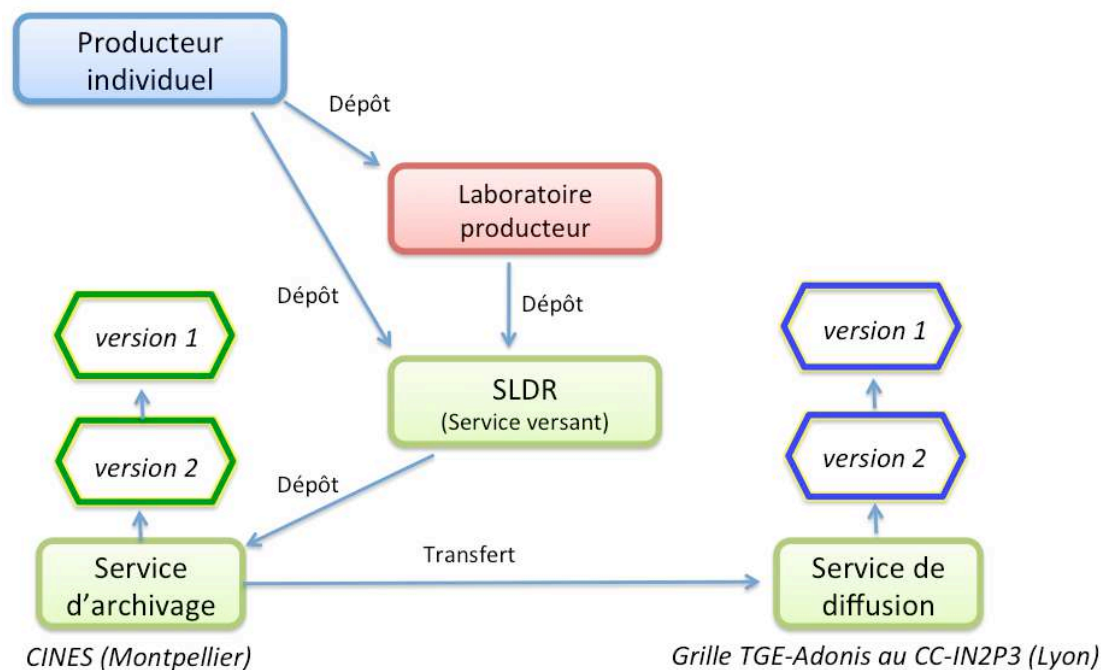 Producteur
individuel
Dépôt
Laboratoire
producteur
Dépôt
Dépôt
version 1
version 1
SLDR
(Service versant)
version 2
version 2
Dépôt
Transfert
Service
d'archivage
Service de
diffusion
CINES (Montpellier)
Grille TGE-Adonis au CC-IN2P3 (Lyon)